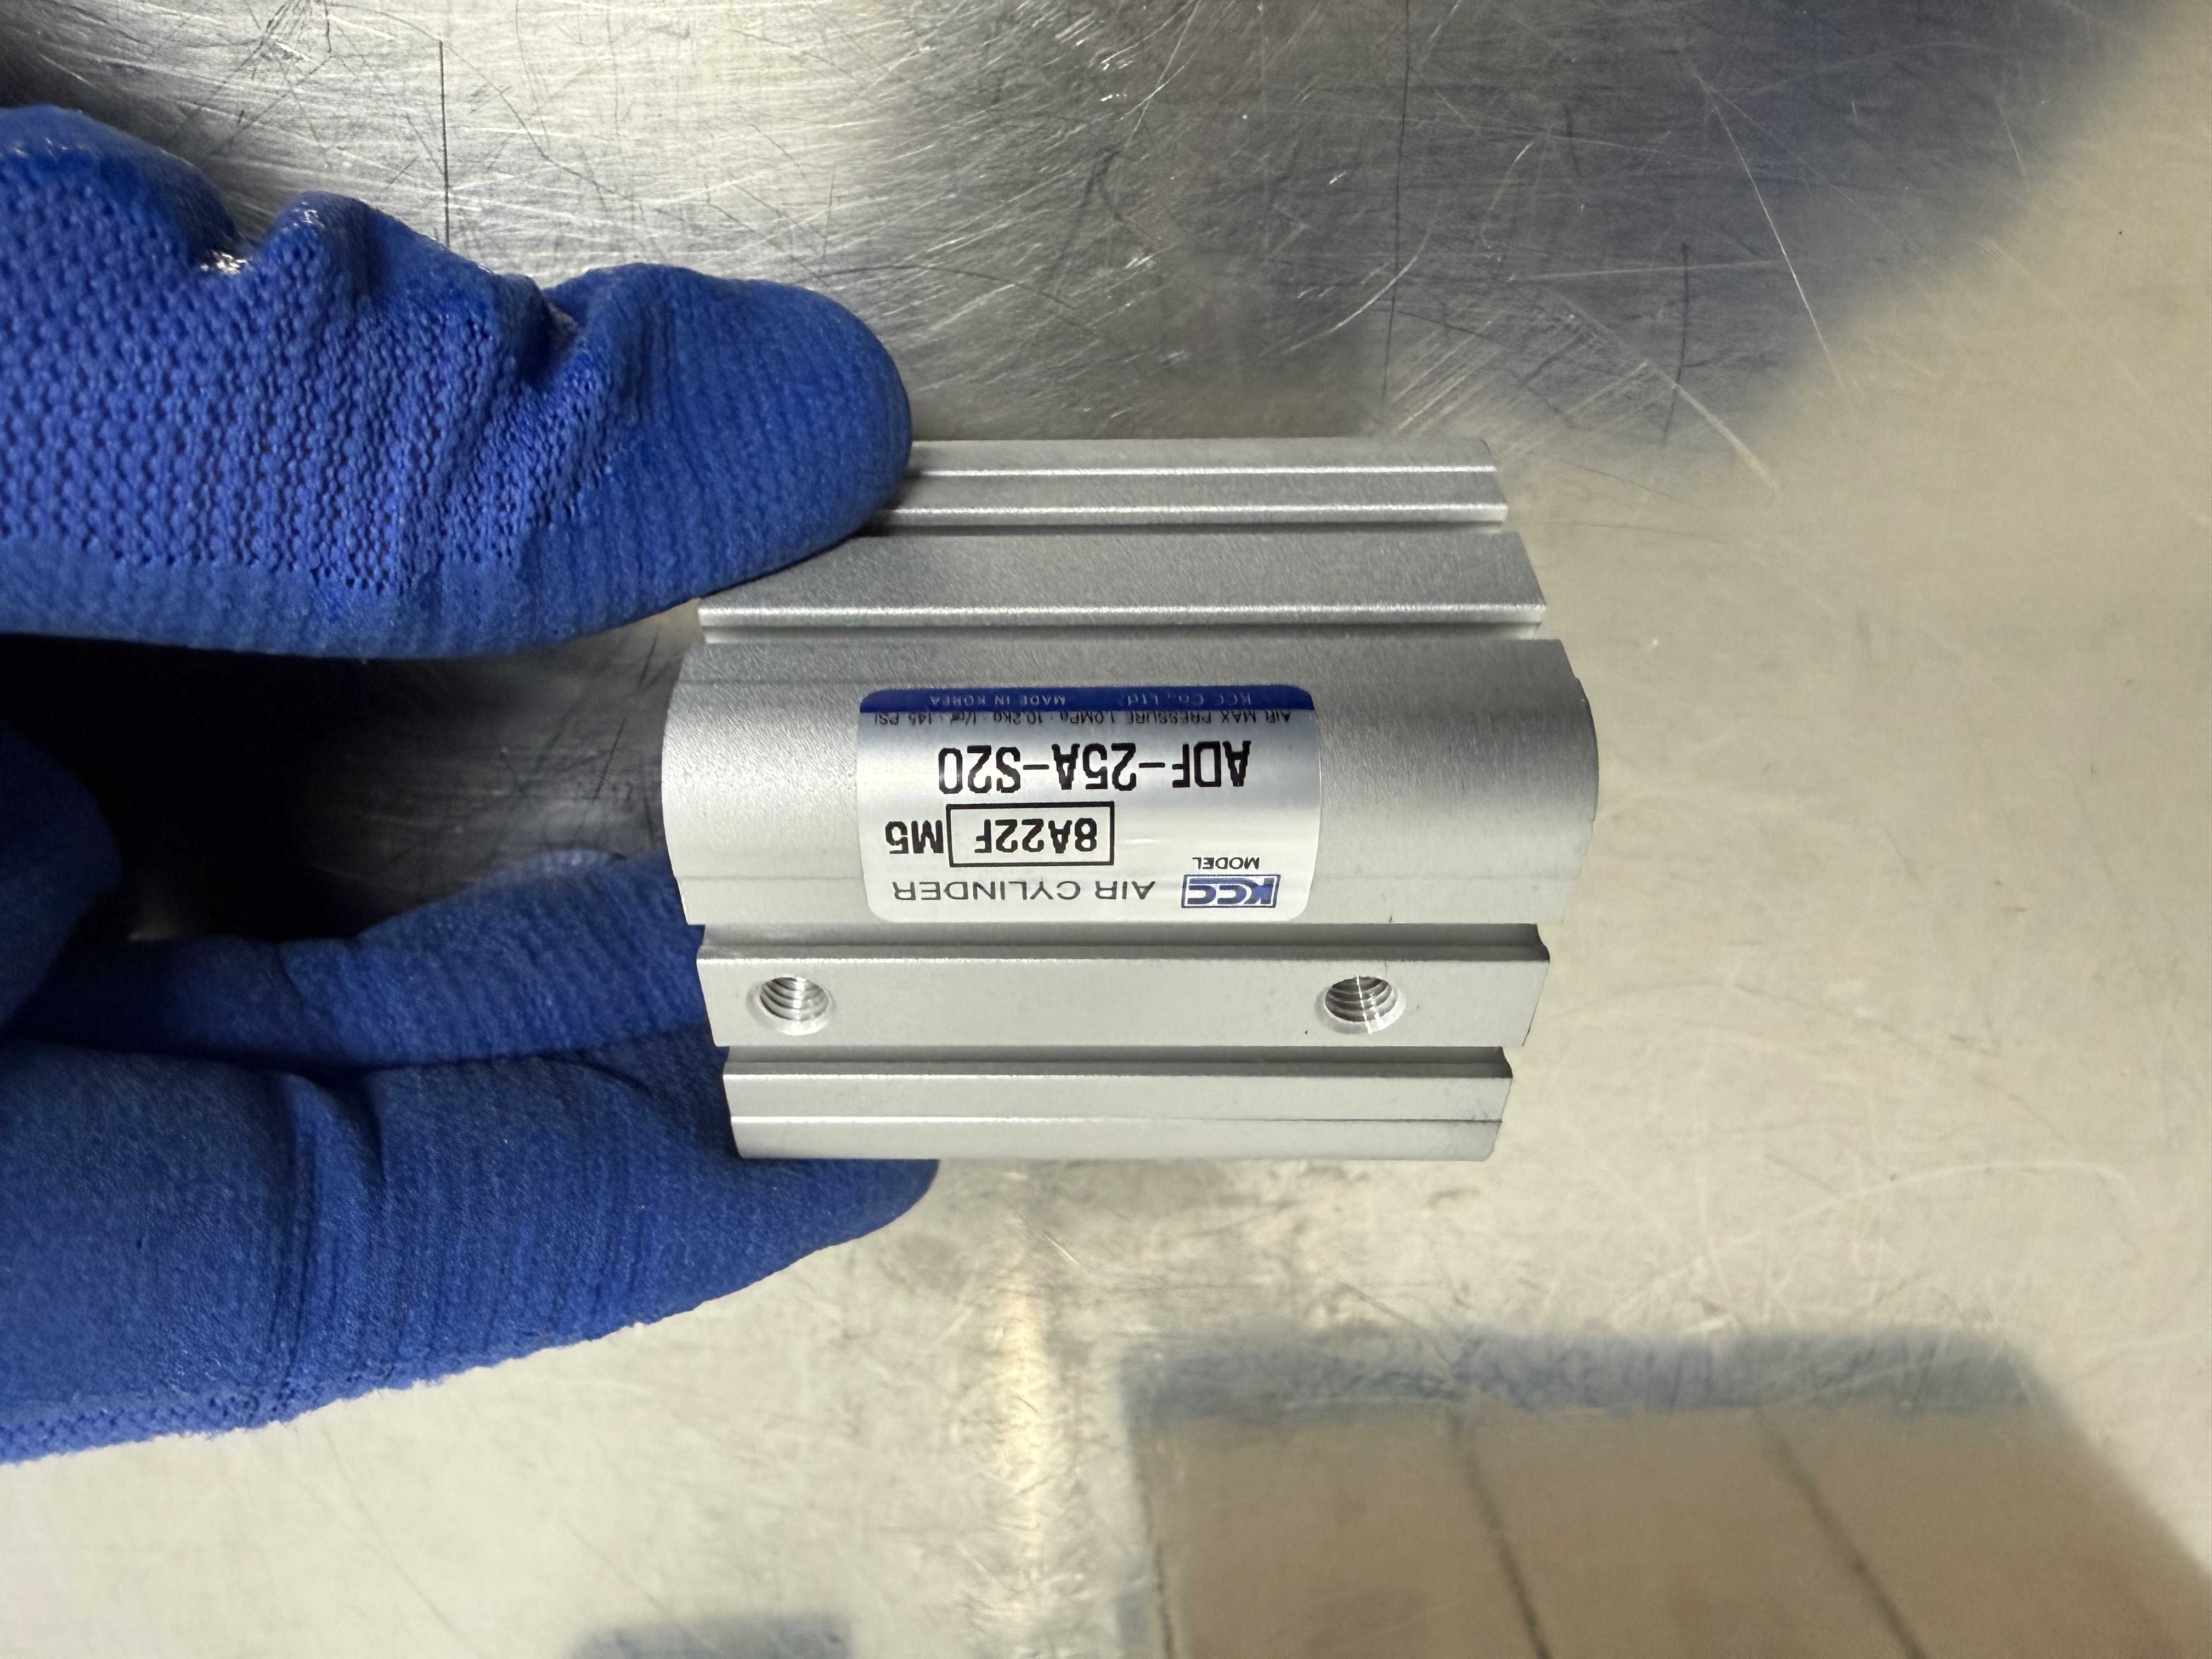 KCC AIR CYLINDER
MODEL 8A22F M5
ADF-25A-S20
AIR MAX PRESSURE 1.0MPa · 10.2kg · f/㎠ · 145 PSI
KCC Co., Ltd. MADE IN KOREA